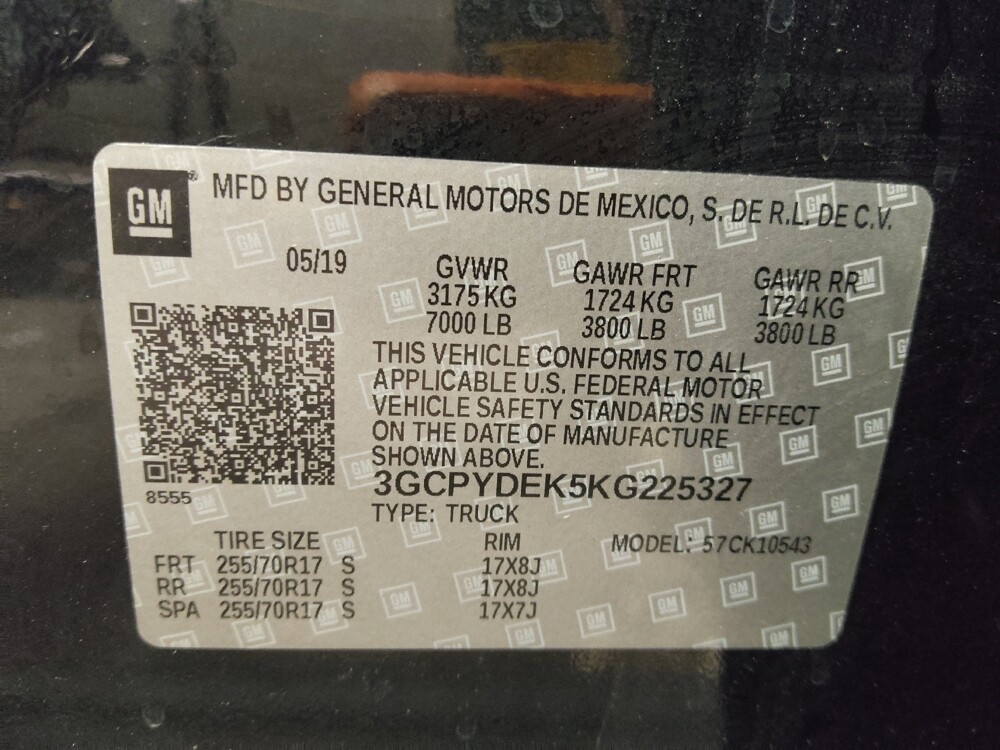 GM ® MFD BY GENERAL MOTORS DE MEXICO, S. DE R.L. DE C.V.
05/19 GVWR GAWR FRT GAWR RR
3175 KG 1724 KG 1724 KG
7000 LB 3800 LB 3800 LB
THIS VEHICLE CONFORMS TO ALL
APPLICABLE U.S. FEDERAL MOTOR
VEHICLE SAFETY STANDARDS IN EFFECT
ON THE DATE OF MANUFACTURE
SHOWN ABOVE.
3GCPYDEK5KG225327
8555
TYPE: TRUCK
TIRE SIZE RIM MODEL: 57CK10543
FRT 255/70R17 S 17X8J
RR 255/70R17 S 17X8J
SPA 255/70R17 S 17X7J